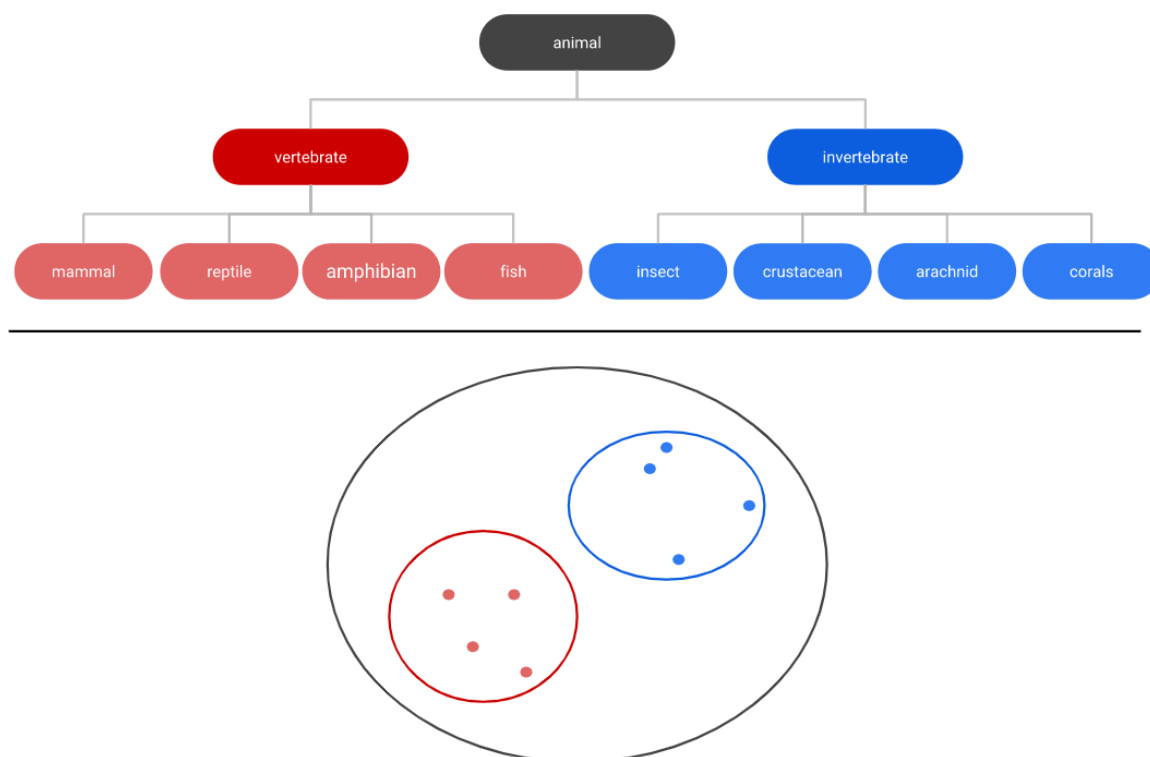 animal
vertebrate
invertebrate
mammal
reptile
amphibian
fish
insect
crustacean
arachnid
corals